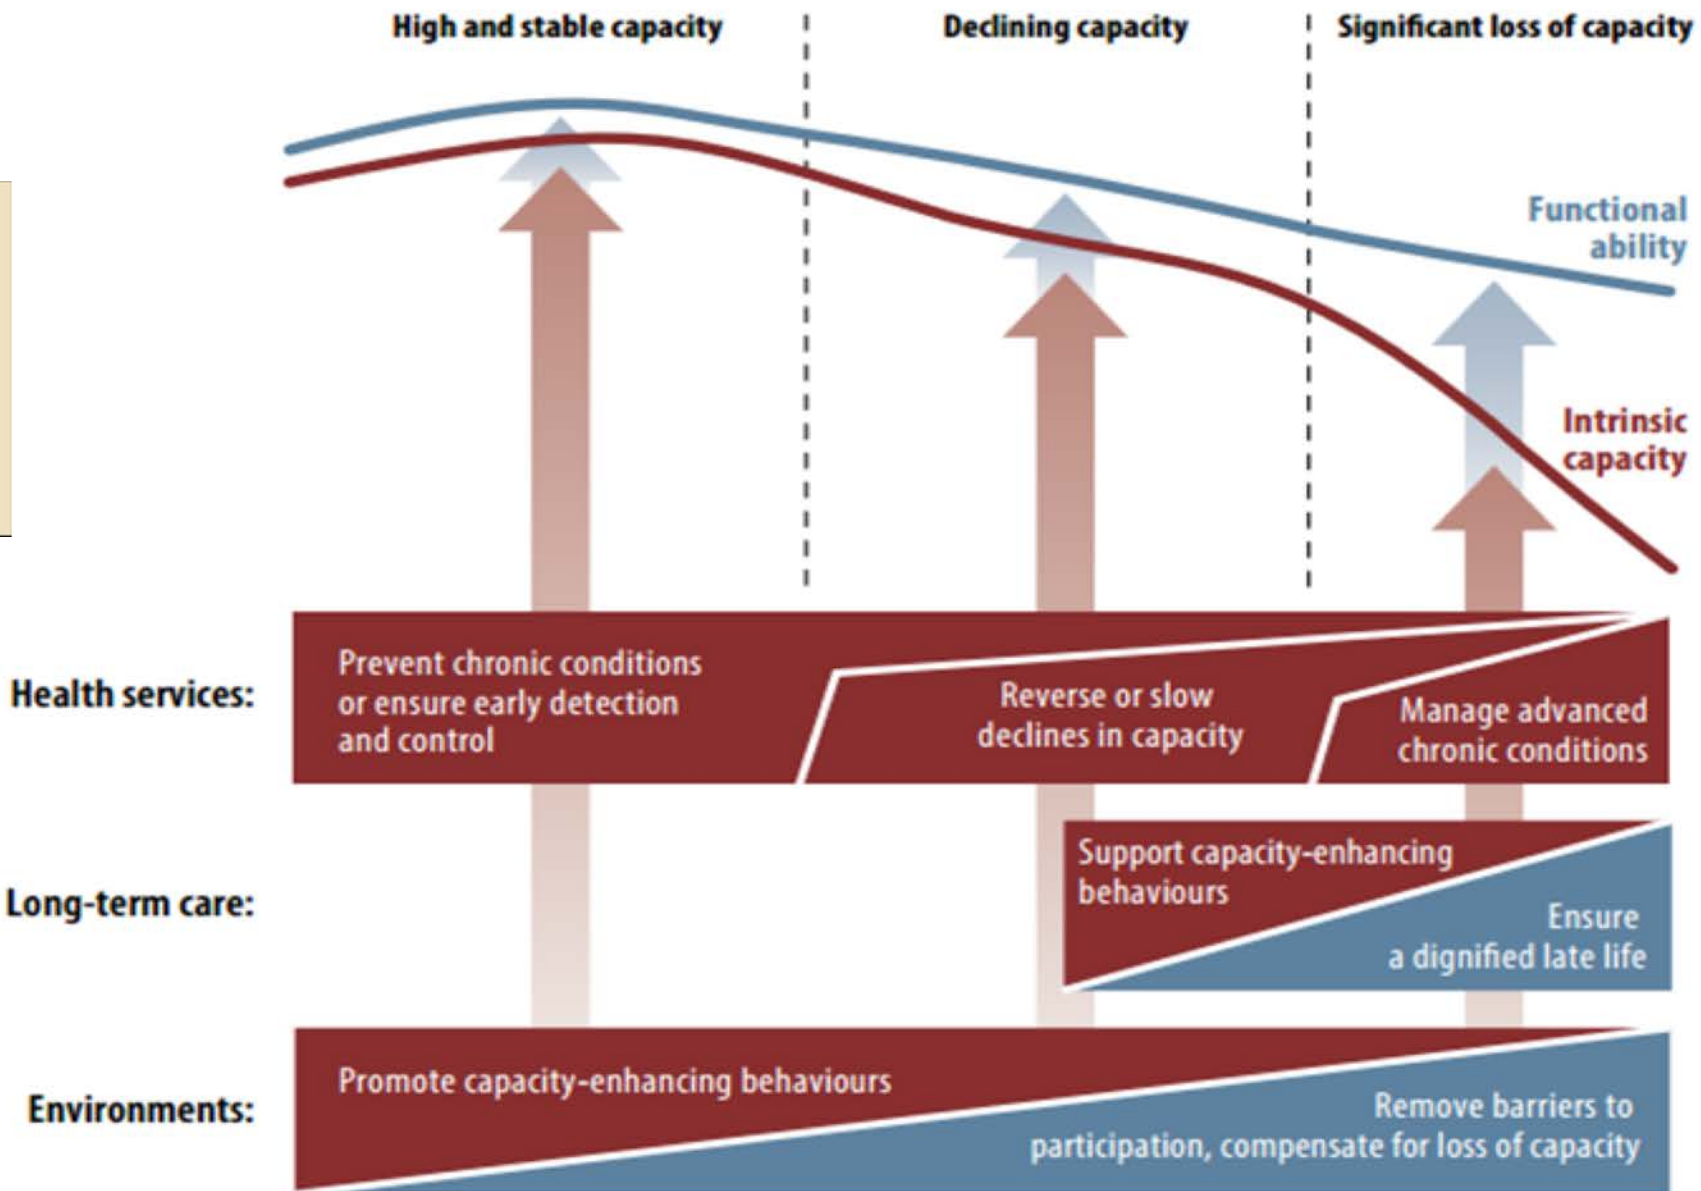 High and stable capacity
Declining capacity
Significant loss of capacity
Functional
ability
Intrinsic
capacity
Health services:
Prevent chronic conditions
or ensure early detection
and control
Reverse or slow
declines in capacity
Manage advanced
chronic conditions
Long-term care:
Support capacity-enhancing
behaviours
Ensure
a dignified late life
Environments:
Promote capacity-enhancing behaviours
Remove barriers to
participation, compensate for loss of capacity